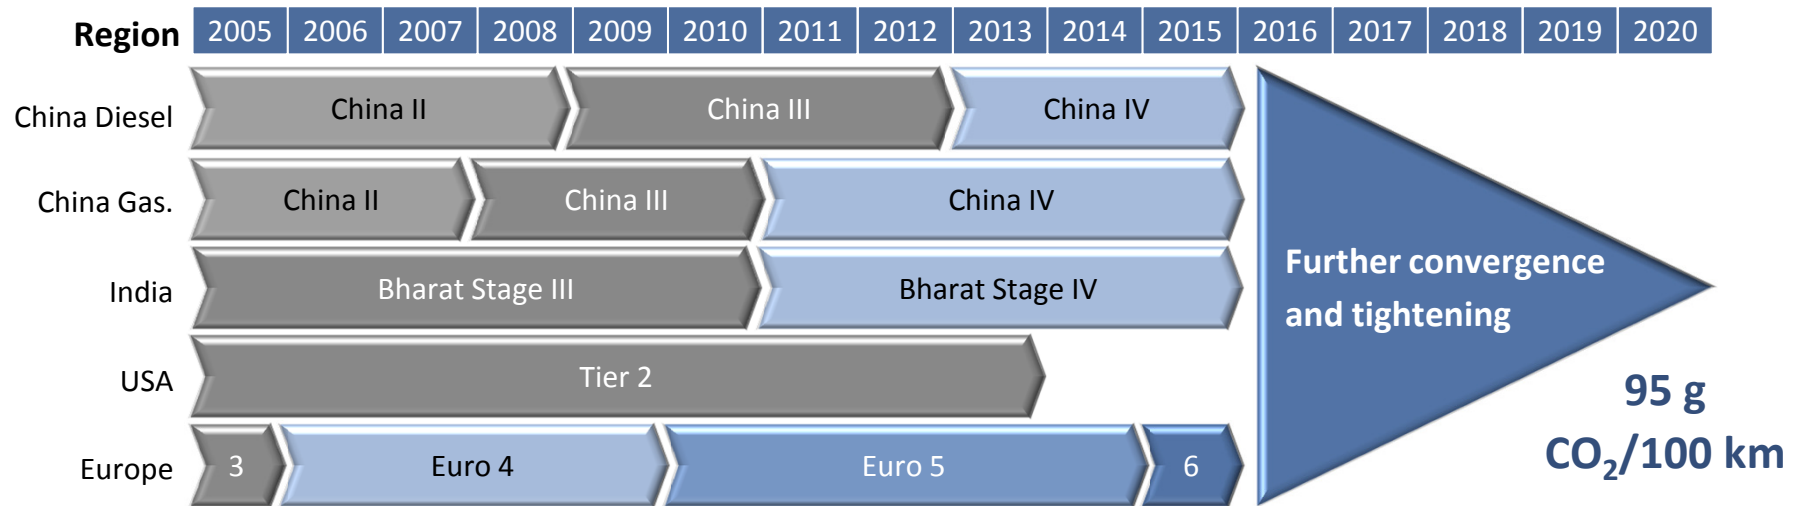 Region 2005 2006 2007 2008 2009 2010 2011 2012 2013 2014 2015 2016 2017 2018 2019 2020
China Diesel China II China III China IV
China Gas. China II China III China IV
India Bharat Stage III Bharat Stage IV
USA Tier 2
Europe 3 Euro 4 Euro 5 6
Further convergence
and tightening
95 g
CO₂/100 km